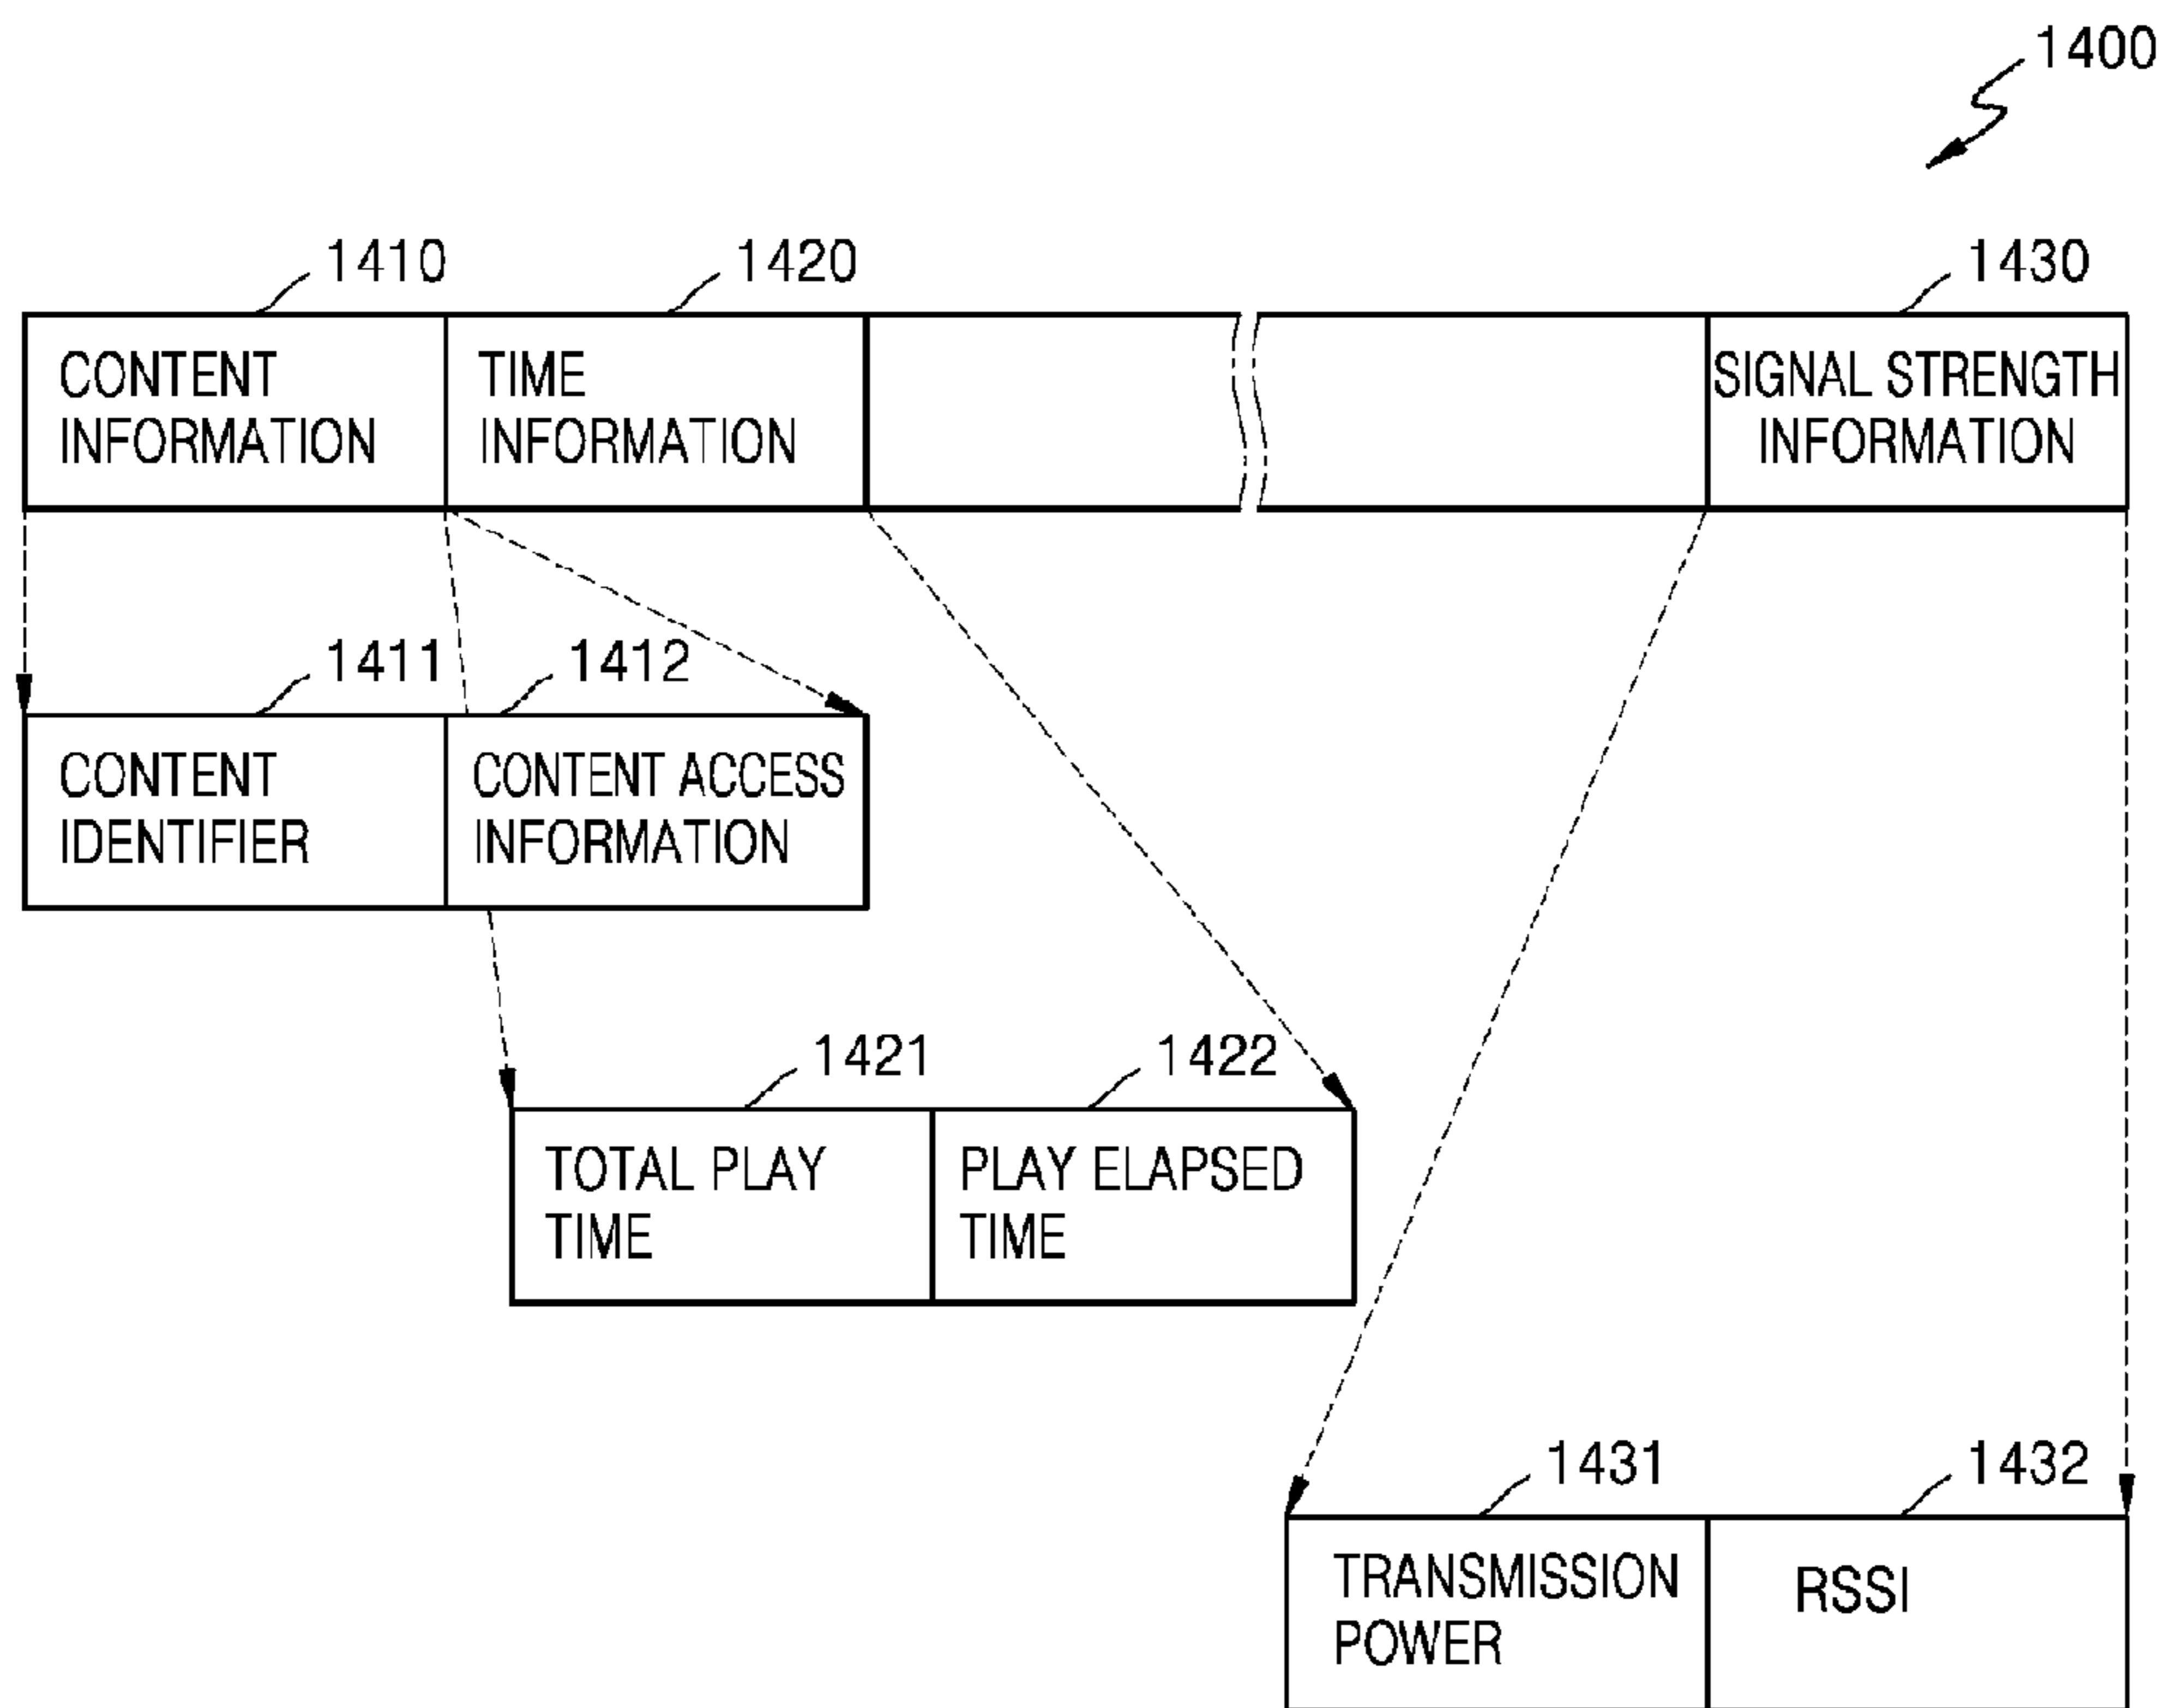 1400
1410
1420
1430
CONTENT
INFORMATION
TIME
INFORMATION
SIGNAL STRENGTH
INFORMATION
1411
1412
CONTENT
IDENTIFIER
CONTENT ACCESS
INFORMATION
1421
1422
TOTAL PLAY
TIME
PLAY ELAPSED
TIME
1431
1432
TRANSMISSION
POWER
RSSI